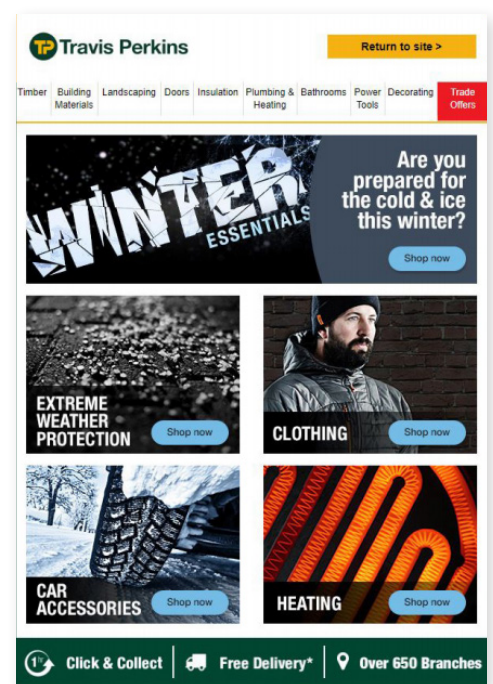 TP Travis Perkins
Return to site >
Timber
Building
Materials
Landscaping
Doors
Insulation
Plumbing &
Heating
Bathrooms
Power
Tools
Decorating
Trade
Offers
WINTER
ESSENTIALS
Are you
prepared for
the cold & ice
this winter?
Shop now
EXTREME
WEATHER
PROTECTION
Shop now
CLOTHING
Shop now
CAR
ACCESSORIES
Shop now
HEATING
Shop now
1hr Click & Collect
Free Delivery*
Over 650 Branches